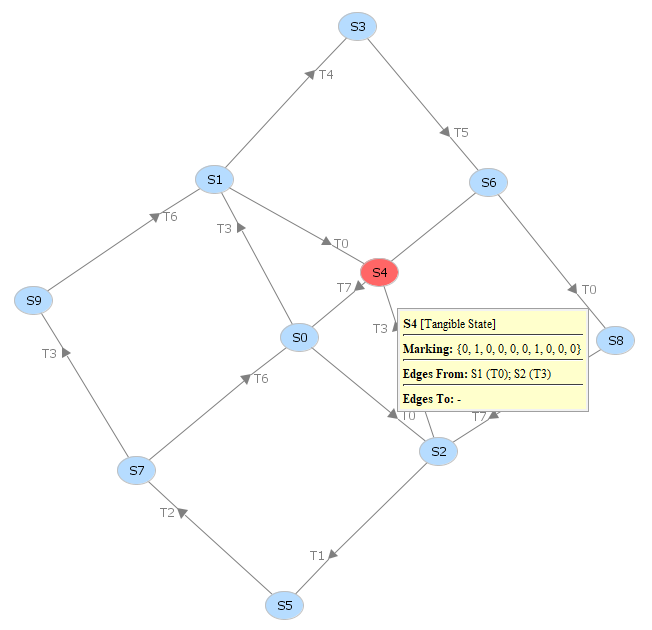 S3
T4
T5
S1
S6
T6
T3
T0
S4
T7
T0
S9
T3
S4 [Tangible State]
Marking: {0, 1, 0, 0, 0, 0, 1, 0, 0, 0}
Edges From: S1 (T0); S2 (T3)
Edges To: -
S0
S8
T3
T6
T0
T7
S2
S7
T2
T1
S5